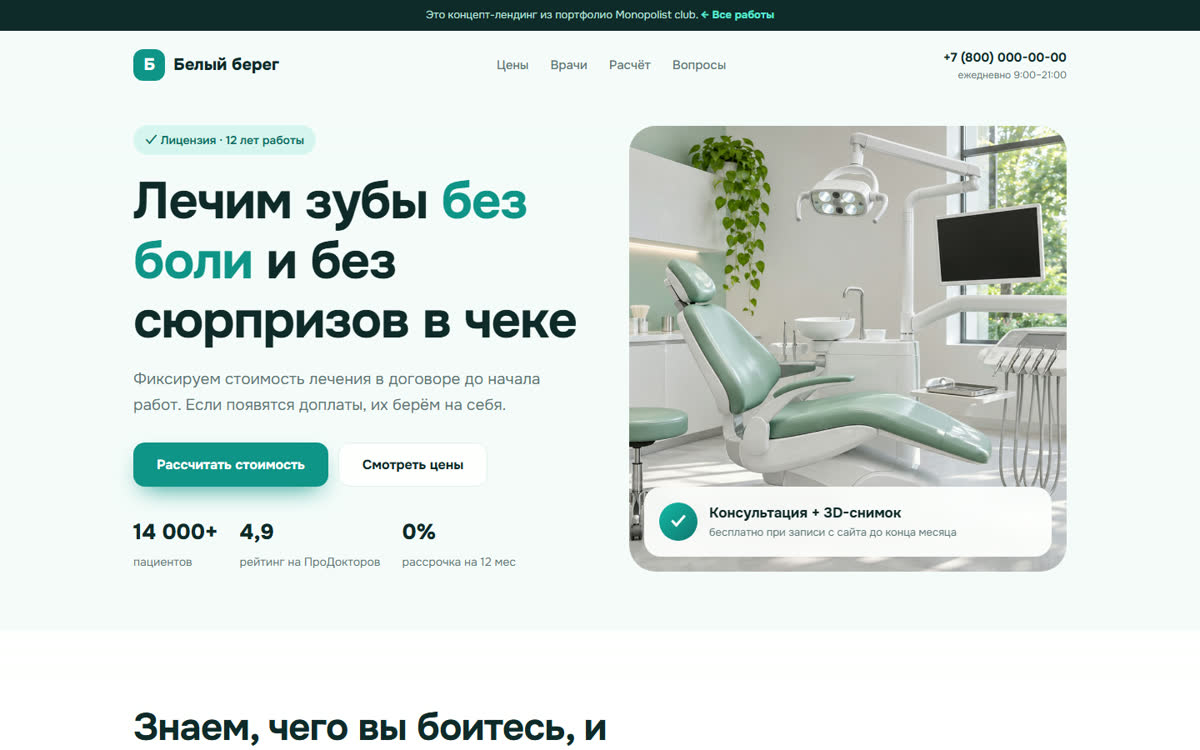 Это концепт-лендинг из портфолио Monopolist club. ← Все работы
Б Белый берег
Цены Врачи Расчёт Вопросы
+7 (800) 000-00-00
ежедневно 9:00–21:00
✓ Лицензия · 12 лет работы
Лечим зубы без
боли и без
сюрпризов в чеке
Фиксируем стоимость лечения в договоре до начала
работ. Если появятся доплаты, их берём на себя.
Рассчитать стоимость
Смотреть цены
14 000+
пациентов
4,9
рейтинг на ПроДокторов
0%
рассрочка на 12 мес
Консультация + 3D-снимок
бесплатно при записи с сайта до конца месяца
Знаем, чего вы боитесь, и